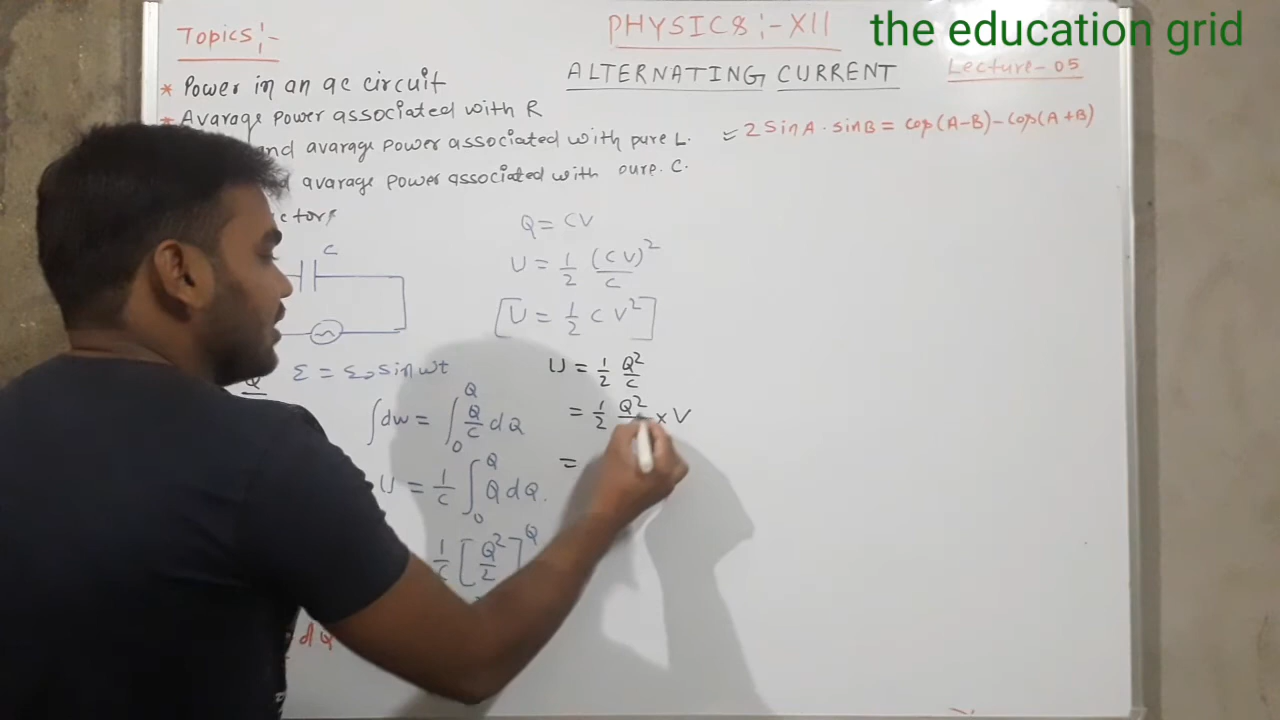 the education grid
PHYSICS:-XII
Topics:-
ALTERNATING CURRENT
Lecture-05
* Power in an ac circuit
* Avarage power associated with R
and avarage power associated with pure L.
2 sinA . sinB = cos(A-B) - cos(A+B)
avarage power associated with pure. C.
C
Q = CV
U = 1/2 (CV)²/C
[U = 1/2 CV²]
ε = ε₀ sin ωt
U = 1/2 Q²/C
∫dw = ∫₀^Q Q/C dQ
= 1/2 Q² × V
U = 1/C ∫₀^Q Q dQ.
=
1/C [Q²/2]^Q
dQ